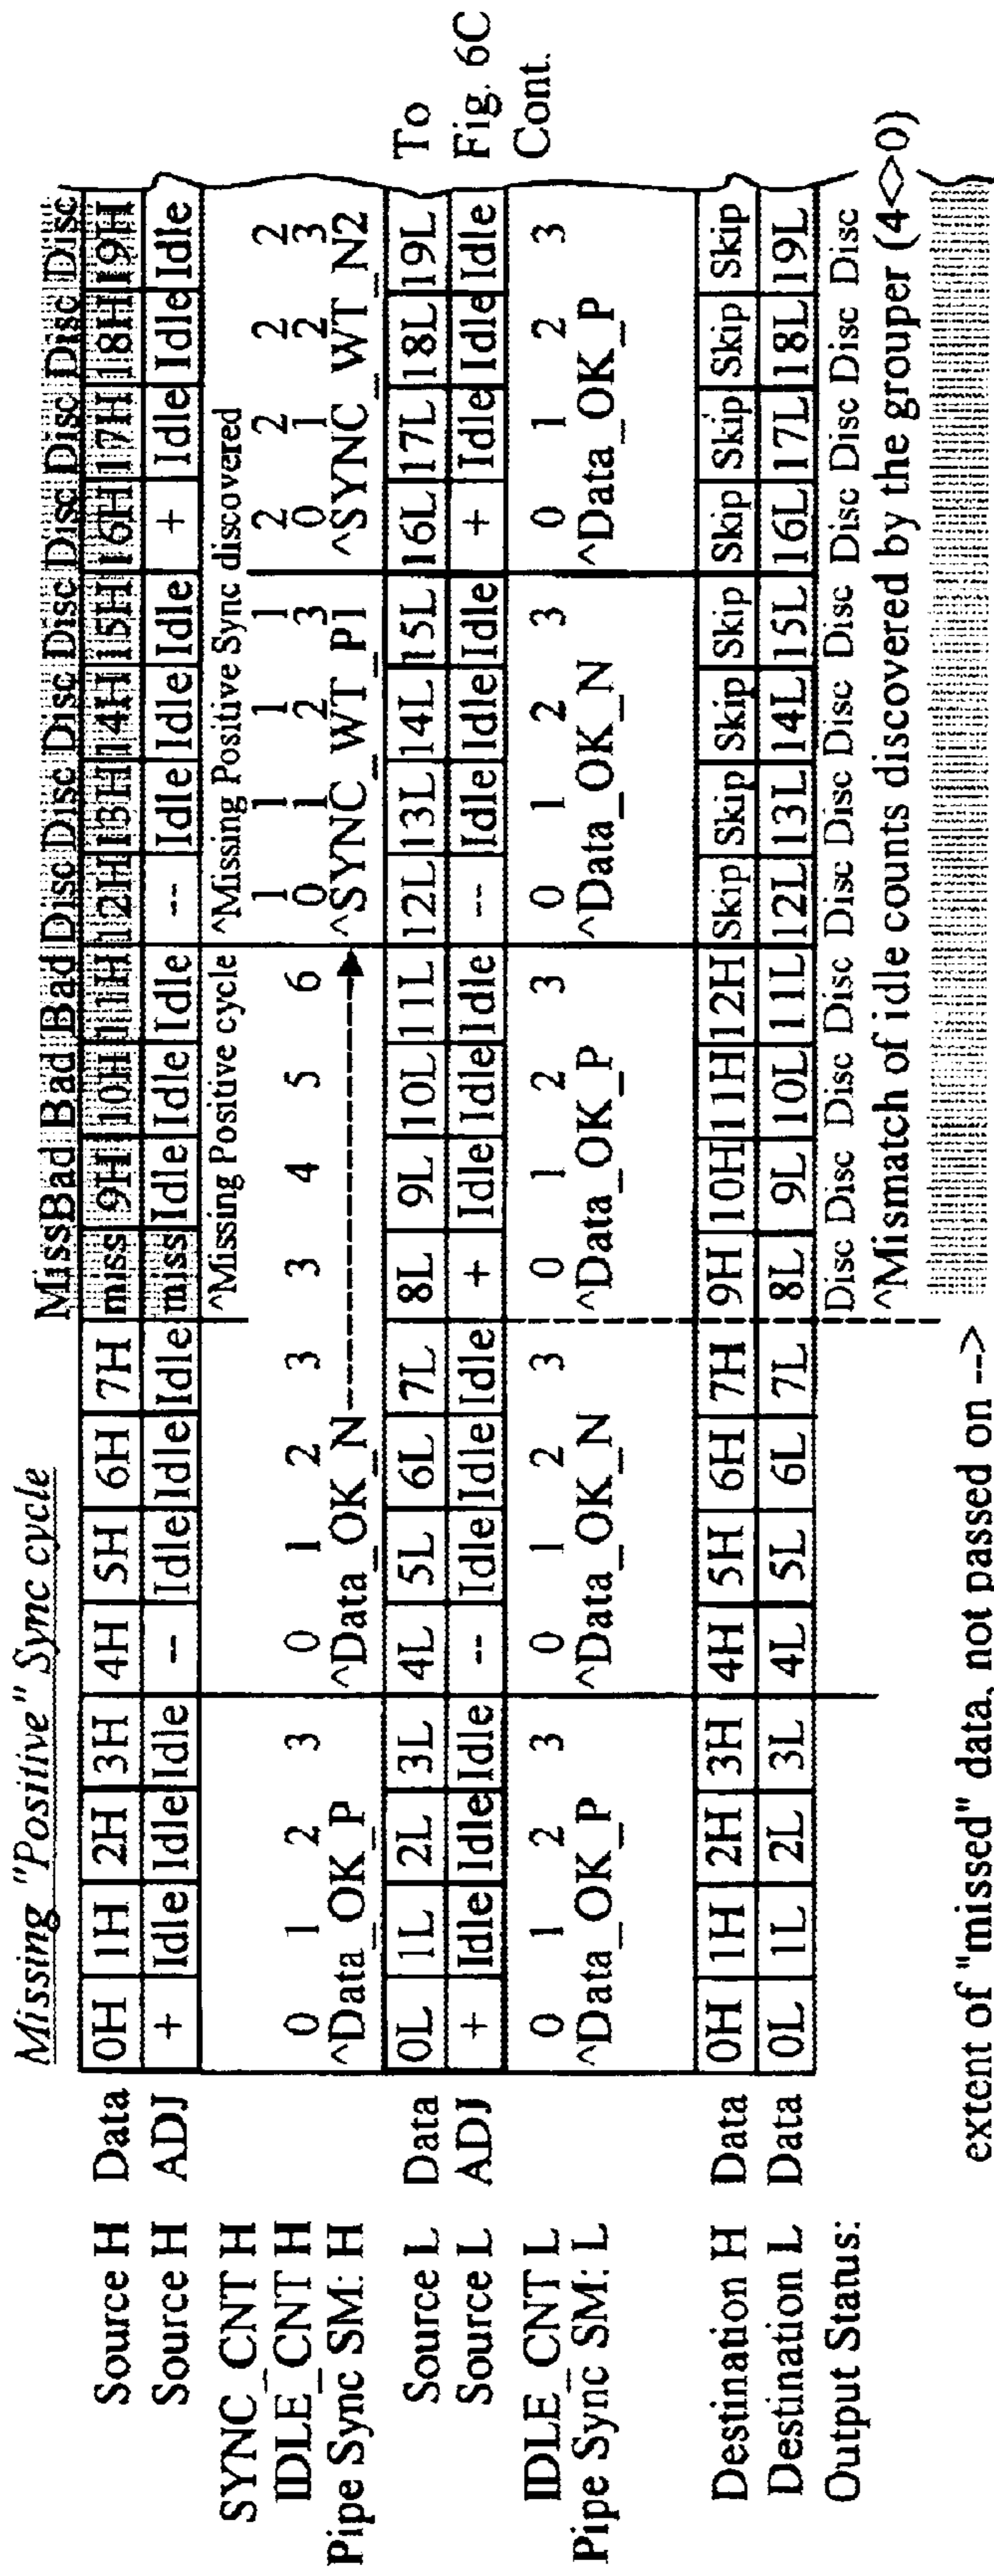 Missing "Positive" Sync cycle
Miss Bad Bad Bad Disc Disc Disc Disc Disc Disc Disc Disc
Source H Data 0H 1H 2H 3H 4H 5H 6H 7H miss 9H 10H 11H 12H 13H 14H 15H 16H 17H 18H 19H
Source H ADJ + Idle Idle Idle -- Idle Idle Idle miss Idle Idle Idle -- Idle Idle Idle + Idle Idle Idle
^Missing Positive cycle ^Missing Positive Sync discovered
SYNC_CNT H 1 1 1 1 2 2 2 2
IDLE_CNT H 0 1 2 3 0 1 2 3 3 4 5 6 0 1 2 3 0 1 2 3
Pipe Sync SM: H ^Data_OK_P ^Data_OK_N -----> ^SYNC_WT_P1 ^SYNC_WT_N2
Source L Data 0L 1L 2L 3L 4L 5L 6L 7L 8L 9L 10L 11L 12L 13L 14L 15L 16L 17L 18L 19L To
Source L ADJ + Idle Idle Idle -- Idle Idle Idle + Idle Idle Idle -- Idle Idle Idle + Idle Idle Idle Fig. 6C
Cont.
IDLE_CNT L 0 1 2 3 0 1 2 3 0 1 2 3 0 1 2 3 0 1 2 3
Pipe Sync SM: L ^Data_OK_P ^Data_OK_N ^Data_OK_P ^Data_OK_N ^Data_OK_P
Destination H Data 0H 1H 2H 3H 4H 5H 6H 7H 9H 10H 11H 12H Skip Skip Skip Skip Skip Skip Skip Skip
Destination L Data 0L 1L 2L 3L 4L 5L 6L 7L 8L 9L 10L 11L 12L 13L 14L 15L 16L 17L 18L 19L
Output Status: Disc Disc Disc Disc Disc Disc Disc Disc Disc Disc Disc Disc
^Mismatch of idle counts discovered by the grouper (4<>0)
extent of "missed" data, not passed on -->